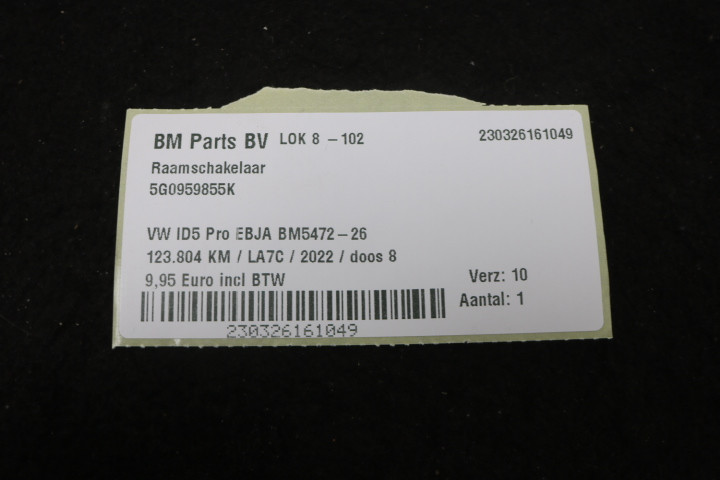 BM Parts BV LOK 8 - 102 230326161049
Raamschakelaar
5G0959855K
VW ID5 Pro EBJA BM5472-26
123.804 KM / LA7C / 2022 / doos 8
9,95 Euro incl BTW Verz: 10
Aantal: 1
230326161049